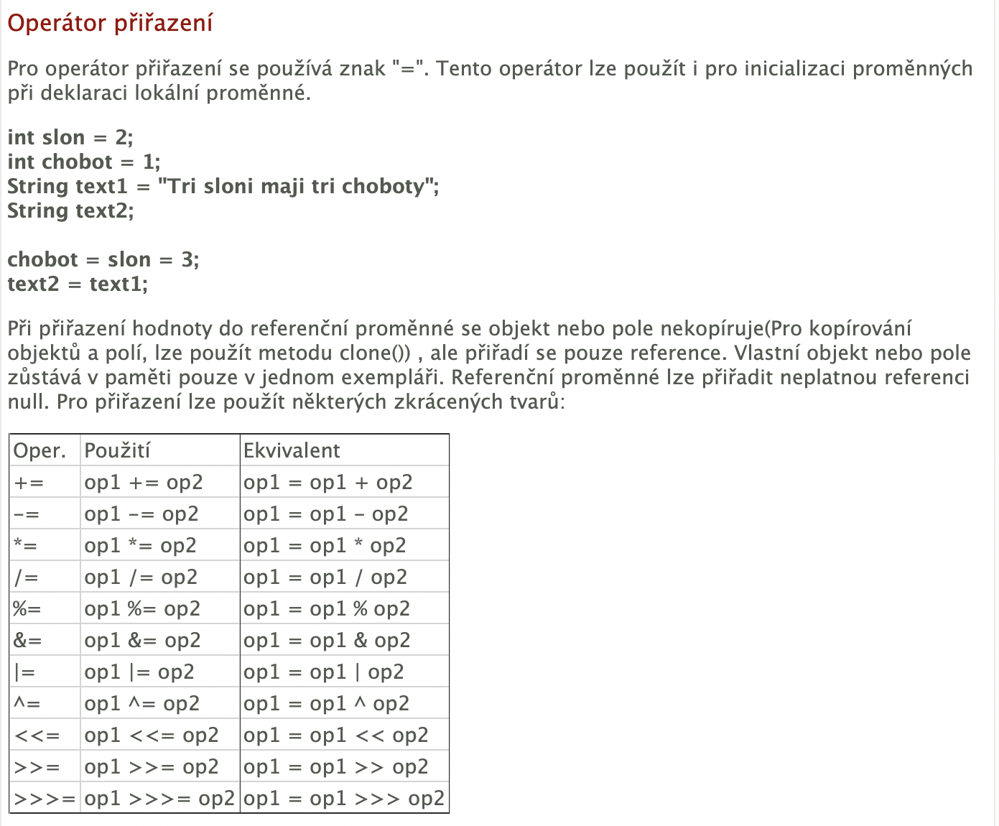 Operátor přiřazení
Pro operátor přiřazení se používá znak "=". Tento operátor lze použít i pro inicializaci proměnných
při deklaraci lokální proměnné.
int slon = 2;
int chobot = 1;
String text1 = "Tri sloni maji tri choboty";
String text2;
chobot = slon = 3;
text2 = text1;
Při přiřazení hodnoty do referenční proměnné se objekt nebo pole nekopíruje(Pro kopírování
objektů a polí, lze použít metodu clone()) , ale přiřadí se pouze reference. Vlastní objekt nebo pole
zůstává v paměti pouze v jednom exempláři. Referenční proměnné lze přiřadit neplatnou referenci
null. Pro přiřazení lze použít některých zkrácených tvarů:
Oper. Použití Ekvivalent
+= op1 += op2 op1 = op1 + op2
-= op1 -= op2 op1 = op1 - op2
*= op1 *= op2 op1 = op1 * op2
/= op1 /= op2 op1 = op1 / op2
%= op1 %= op2 op1 = op1 % op2
&= op1 &= op2 op1 = op1 & op2
|= op1 |= op2 op1 = op1 | op2
^= op1 ^= op2 op1 = op1 ^ op2
<<= op1 <<= op2 op1 = op1 << op2
>>= op1 >>= op2 op1 = op1 >> op2
>>>= op1 >>>= op2 op1 = op1 >>> op2